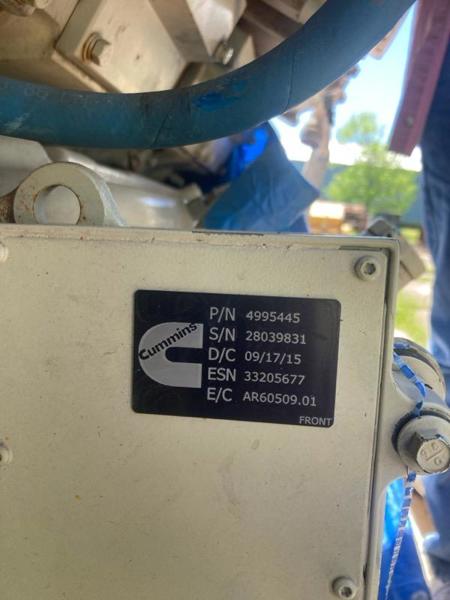 Cummins
P/N 4995445
S/N 28039831
D/C 09/17/15
ESN 33205677
E/C AR60509.01
FRONT